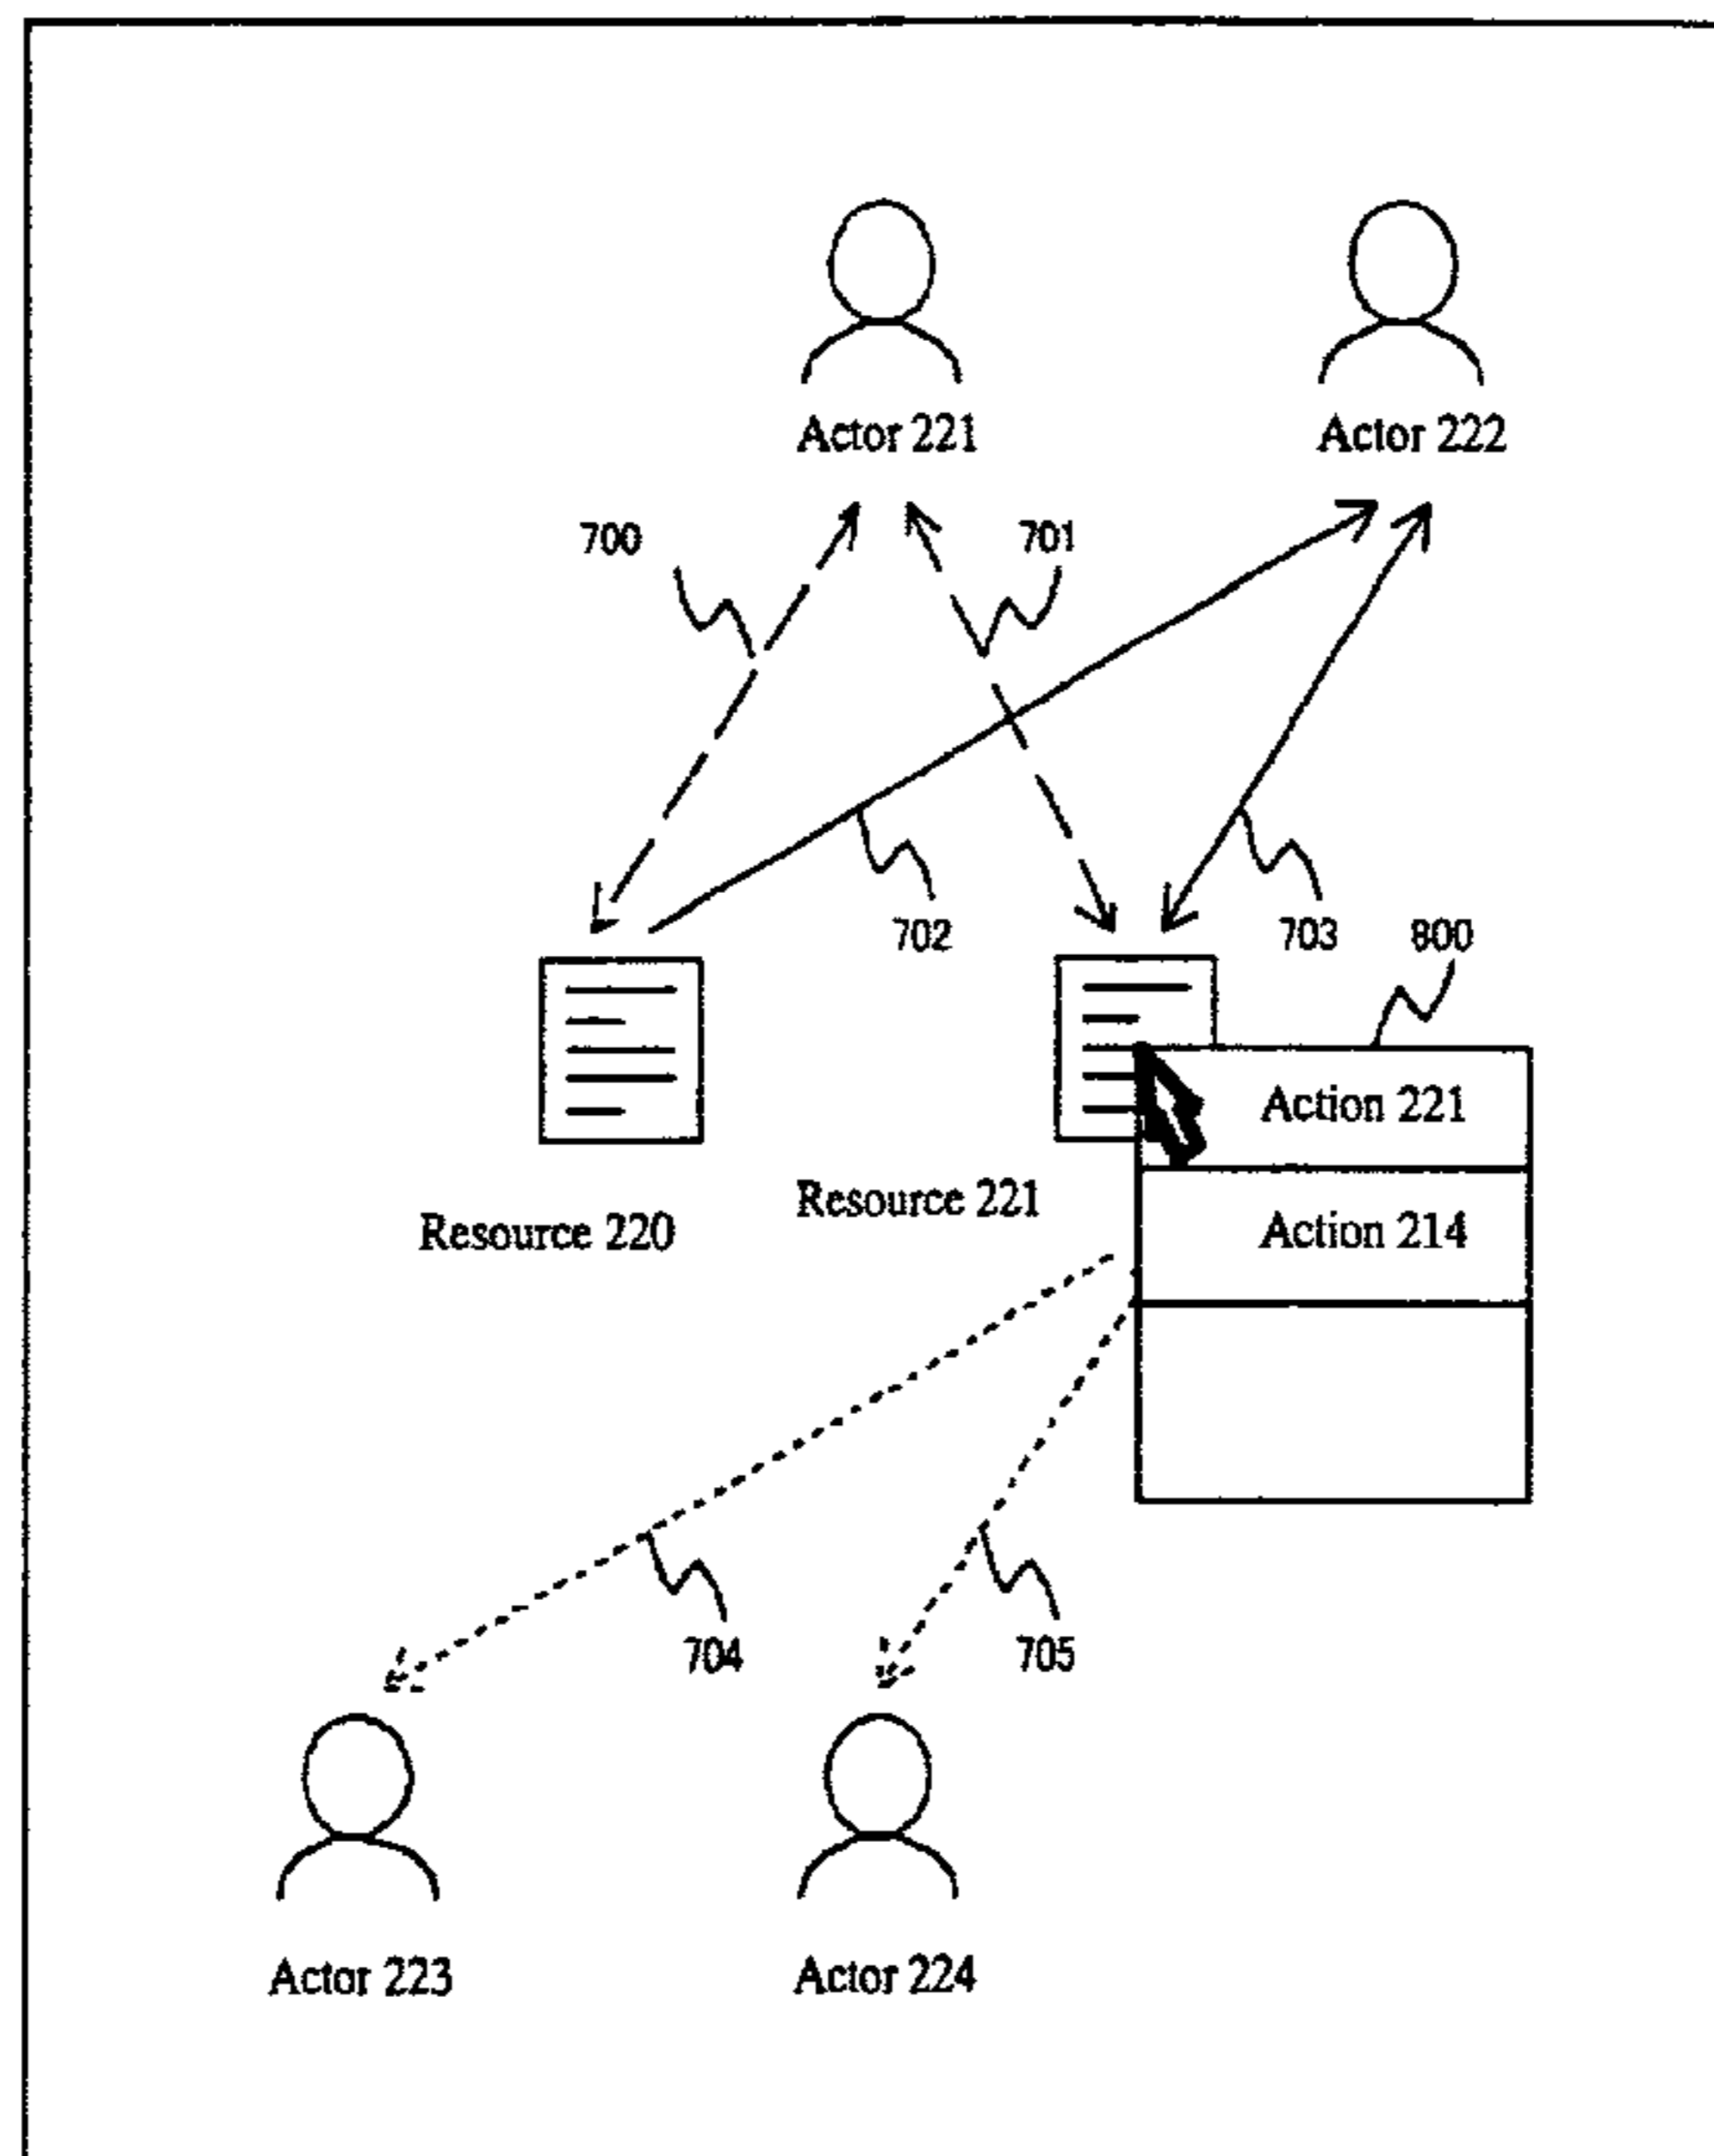 Actor 221
Actor 222
700
701
702
703
800
Action 221
Resource 221
Action 214
Resource 220
704
705
Actor 223
Actor 224